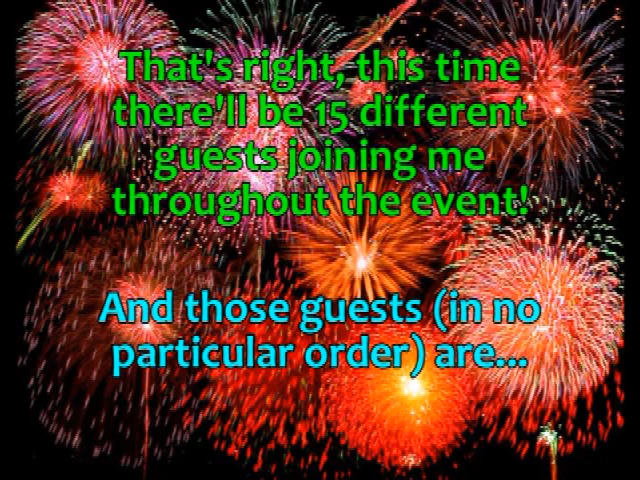 That's right, this time
there'll be 15 different
guests joining me
throughout the event!
And those guests (in no
particular order) are...